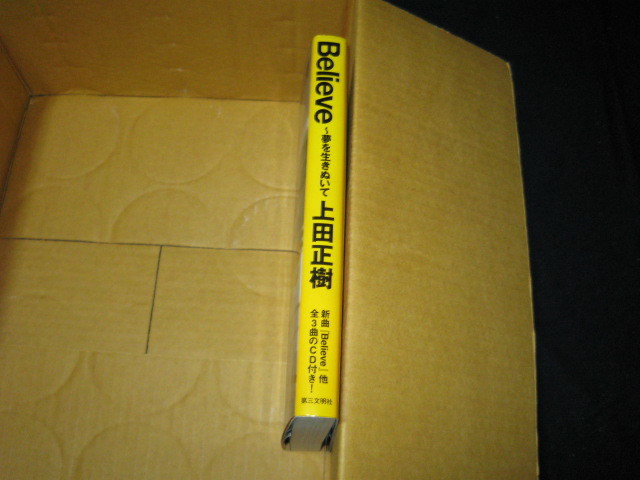 Believe
～夢を生きぬいて
上田正樹
新曲「Believe」他
全3曲のCD付き!
第三文明社